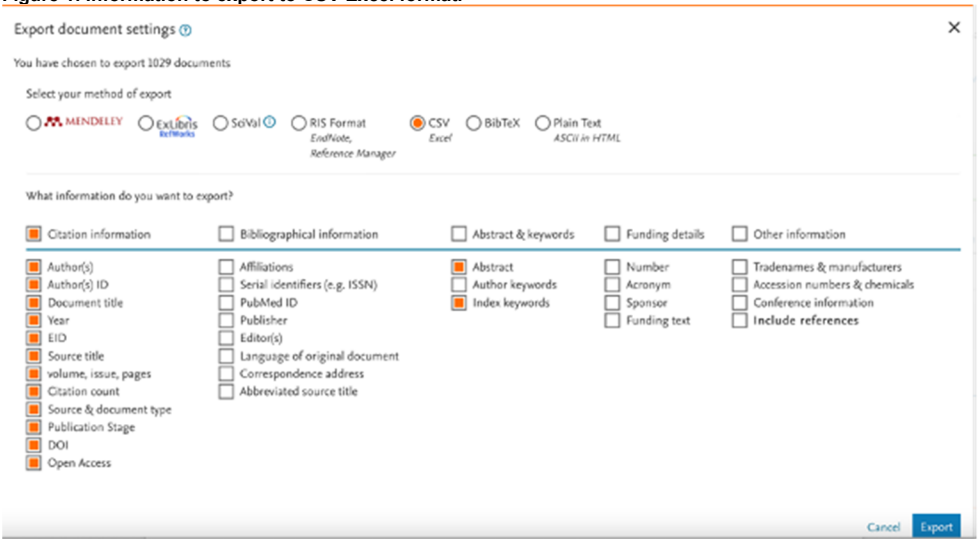 Figure 1. Information to export to CSV Excel format.
Export document settings
You have chosen to export 1029 documents
Select your method of export
MENDELEY
ExLibris
RefWorks
SciVal
RIS Format
EndNote,
Reference Manager
CSV
Excel
BibTeX
Plain Text
ASCII in HTML
What information do you want to export?
Citation information
Author(s)
Author(s) ID
Document title
Year
EID
Source title
volume, issue, pages
Citation count
Source & document type
Publication Stage
DOI
Open Access
Bibliographical information
Affiliations
Serial identifiers (e.g. ISSN)
PubMed ID
Publisher
Editor(s)
Language of original document
Correspondence address
Abbreviated source title
Abstract & keywords
Abstract
Author keywords
Index keywords
Funding details
Number
Acronym
Sponsor
Funding text
Other information
Tradenames & manufacturers
Accession numbers & chemicals
Conference information
Include references
Cancel
Export